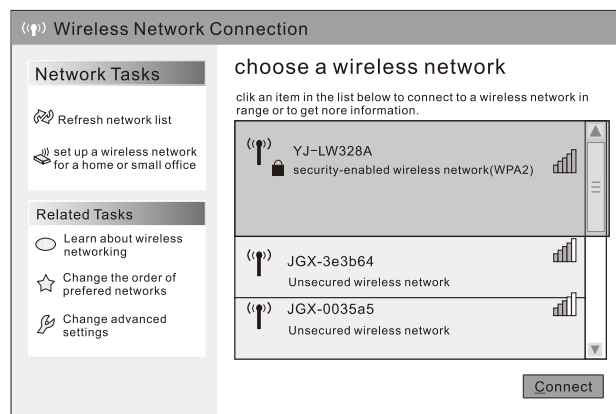 Wireless Network Connection
Network Tasks
Refresh network list
set up a wireless network
for a home or small office
Related Tasks
Learn about wireless
networking
Change the order of
prefered networks
Change advanced
settings
choose a wireless network
clik an item in the list below to connect to a wireless network in
range or to get nore information.
YJ-LW328A
security-enabled wireless network(WPA2)
JGX-3e3b64
Unsecured wireless network
JGX-0035a5
Unsecured wireless network
Connect